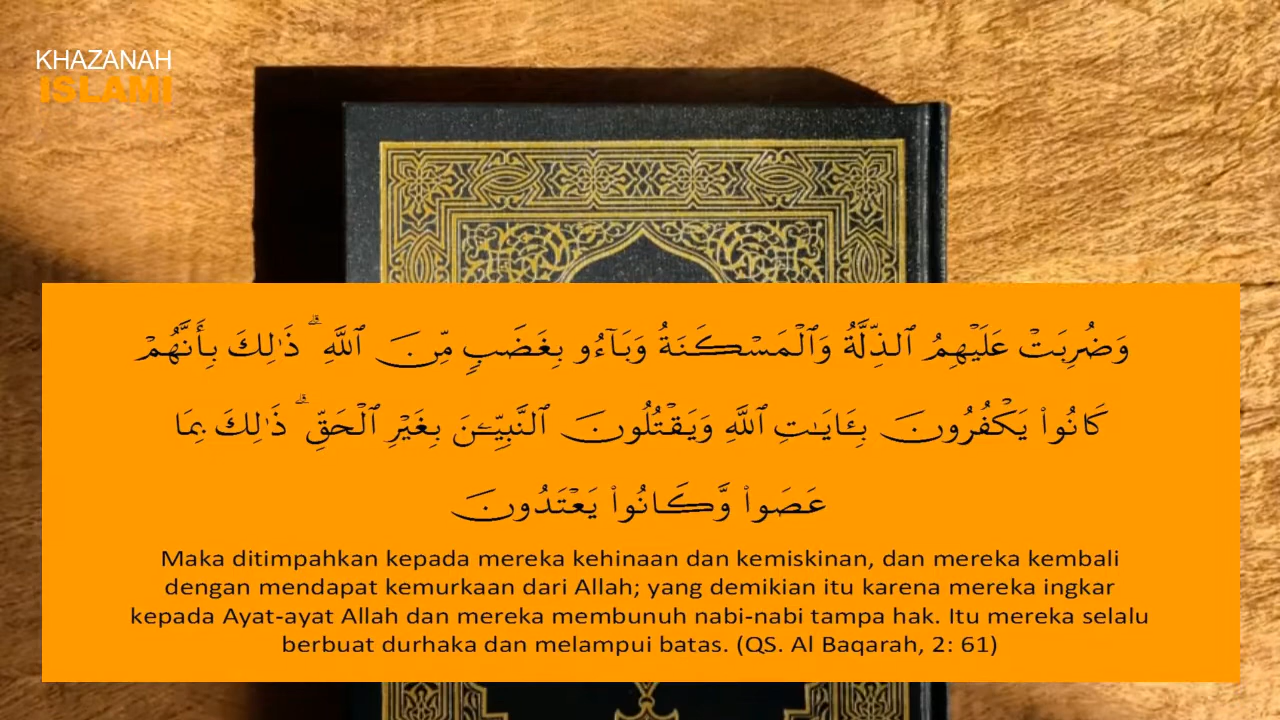 KHAZANAH
ISLAMI
وَضُرِبَتْ عَلَيْهِمُ ٱلذِّلَّةُ وَٱلْمَسْكَنَةُ وَبَآءُو بِغَضَبٍ مِّنَ ٱللَّهِ ۗ ذَٰلِكَ بِأَنَّهُمْ
كَانُوا۟ يَكْفُرُونَ بِـَٔايَـٰتِ ٱللَّهِ وَيَقْتُلُونَ ٱلنَّبِيِّـۧنَ بِغَيْرِ ٱلْحَقِّ ۗ ذَٰلِكَ بِمَا
عَصَوا۟ وَّكَانُوا۟ يَعْتَدُونَ
Maka ditimpahkan kepada mereka kehinaan dan kemiskinan, dan mereka kembali
dengan mendapat kemurkaan dari Allah; yang demikian itu karena mereka ingkar
kepada Ayat-ayat Allah dan mereka membunuh nabi-nabi tampa hak. Itu mereka selalu
berbuat durhaka dan melampui batas. (QS. Al Baqarah, 2: 61)